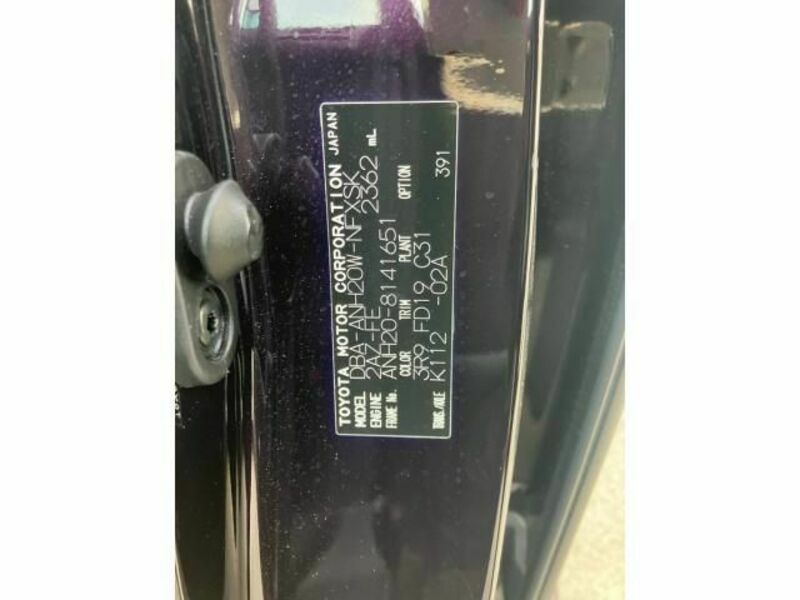 TOYOTA MOTOR CORPORATION JAPAN
MODEL DBA-ANH20W-NFXSK
ENGINE 2AZ-FE 2362 mL
FRAME No. ANH20-8141651
COLOR TRIM PLANT OPTION
3R9 FD19 C31 391
TRANS./AXLE K112 -02A